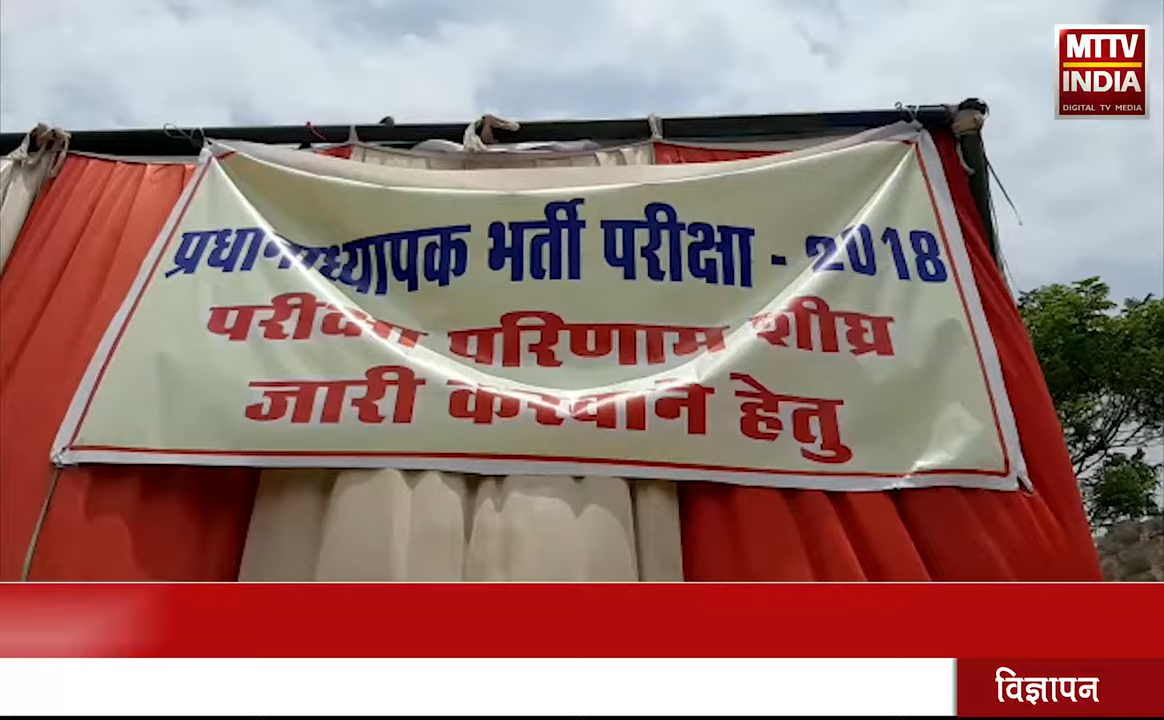 MTTV
INDIA
DIGITAL TV MEDIA
प्रधानाध्यापक भर्ती परीक्षा - 2018
परीक्षा परिणाम शीघ्र
जारी करवाने हेतु
विज्ञापन